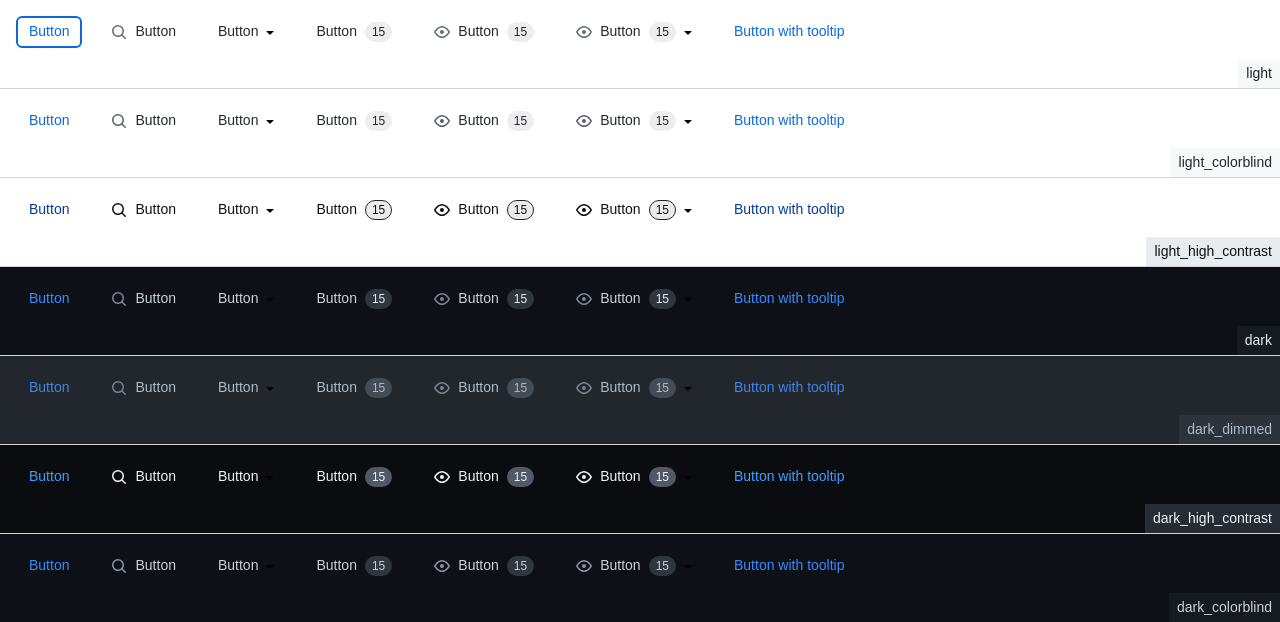 Button Button Button Button 15 Button 15 Button 15 Button with tooltip
light
Button Button Button Button 15 Button 15 Button 15 Button with tooltip
light_colorblind
Button Button Button Button 15 Button 15 Button 15 Button with tooltip
light_high_contrast
Button Button Button Button 15 Button 15 Button 15 Button with tooltip
dark
Button Button Button Button 15 Button 15 Button 15 Button with tooltip
dark_dimmed
Button Button Button Button 15 Button 15 Button 15 Button with tooltip
dark_high_contrast
Button Button Button Button 15 Button 15 Button 15 Button with tooltip
dark_colorblind